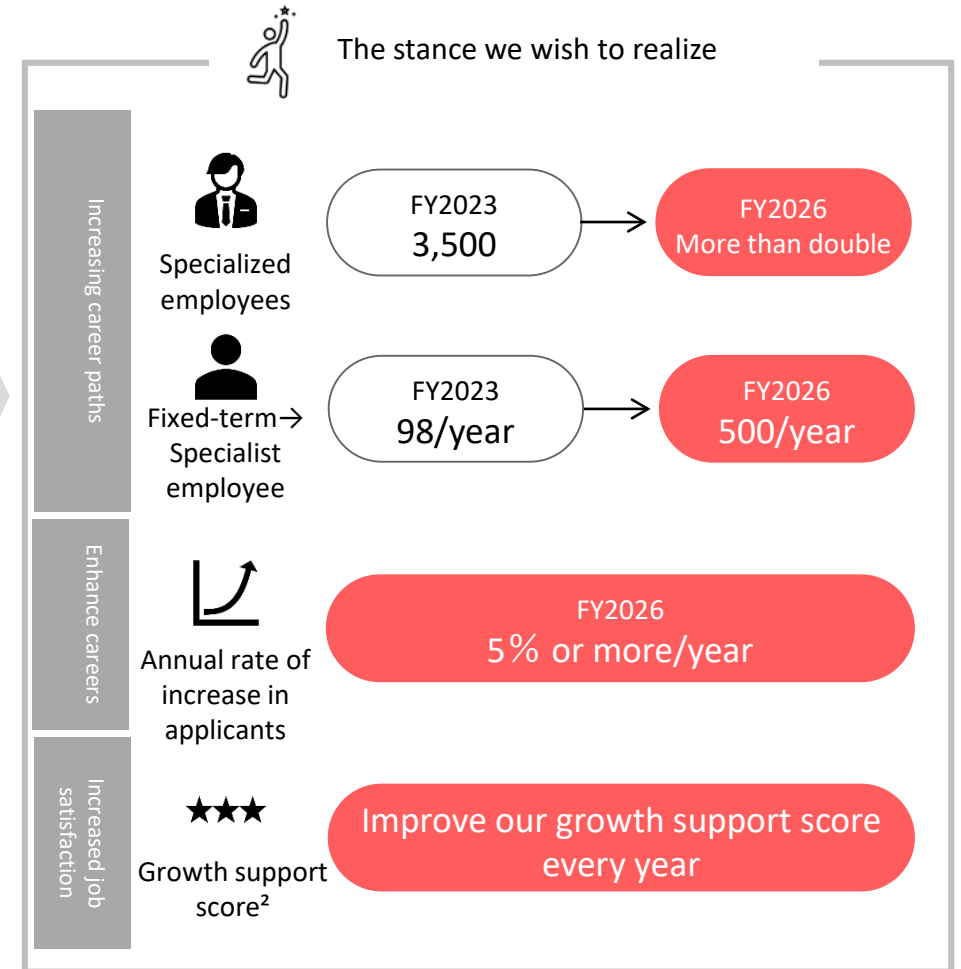 The stance we wish to realize
Increasing career paths
Specialized
employees
FY2023
3,500
FY2026
More than double
Fixed-term→
Specialist
employee
FY2023
98/year
FY2026
500/year
Enhance careers
Annual rate of
increase in
applicants
FY2026
5％ or more/year
Increased job
satisfaction
Growth support
score²
Improve our growth support score
every year